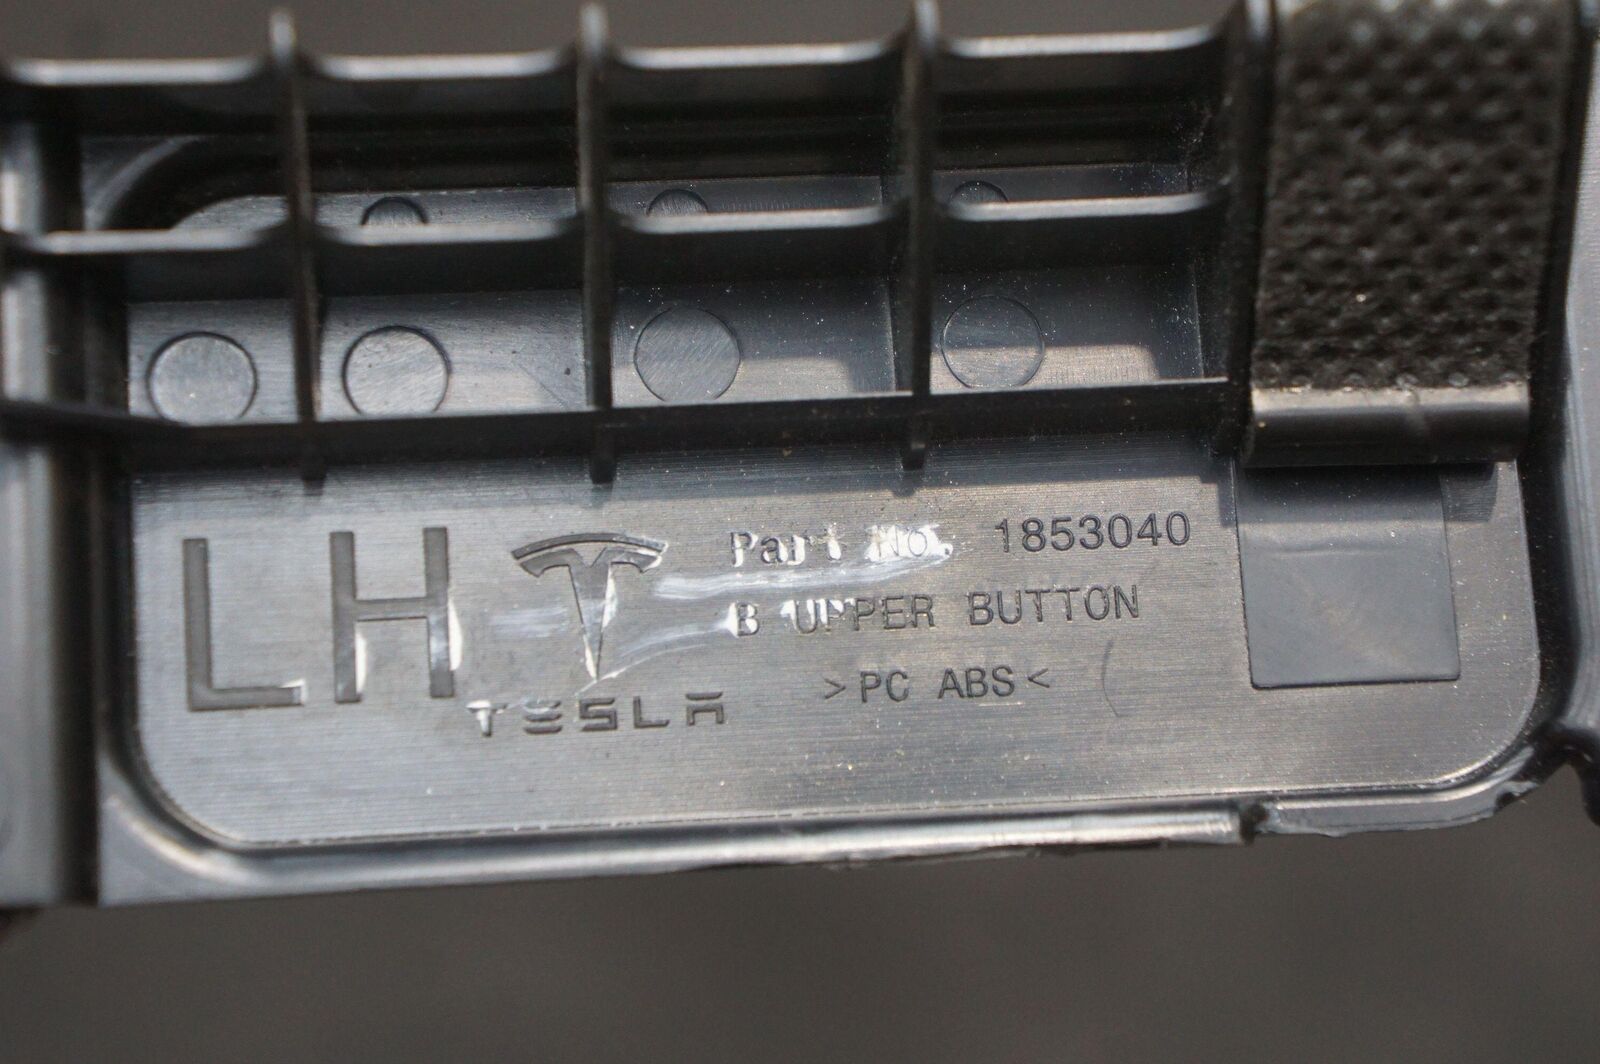 LH
TESLA
Part No. 1853040
B UPPER BUTTON
>PC ABS<